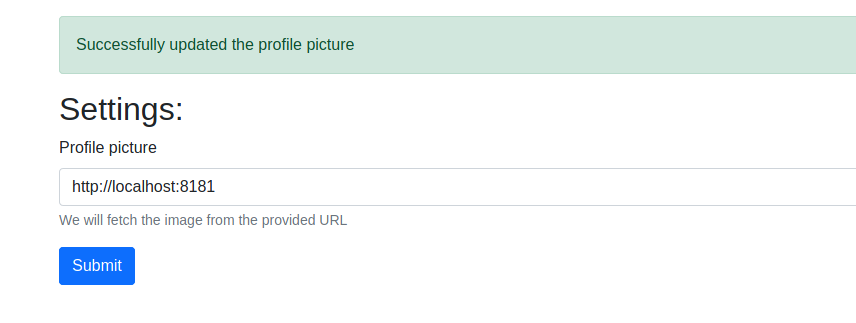 Successfully updated the profile picture
Settings:
Profile picture
http://localhost:8181
We will fetch the image from the provided URL
Submit